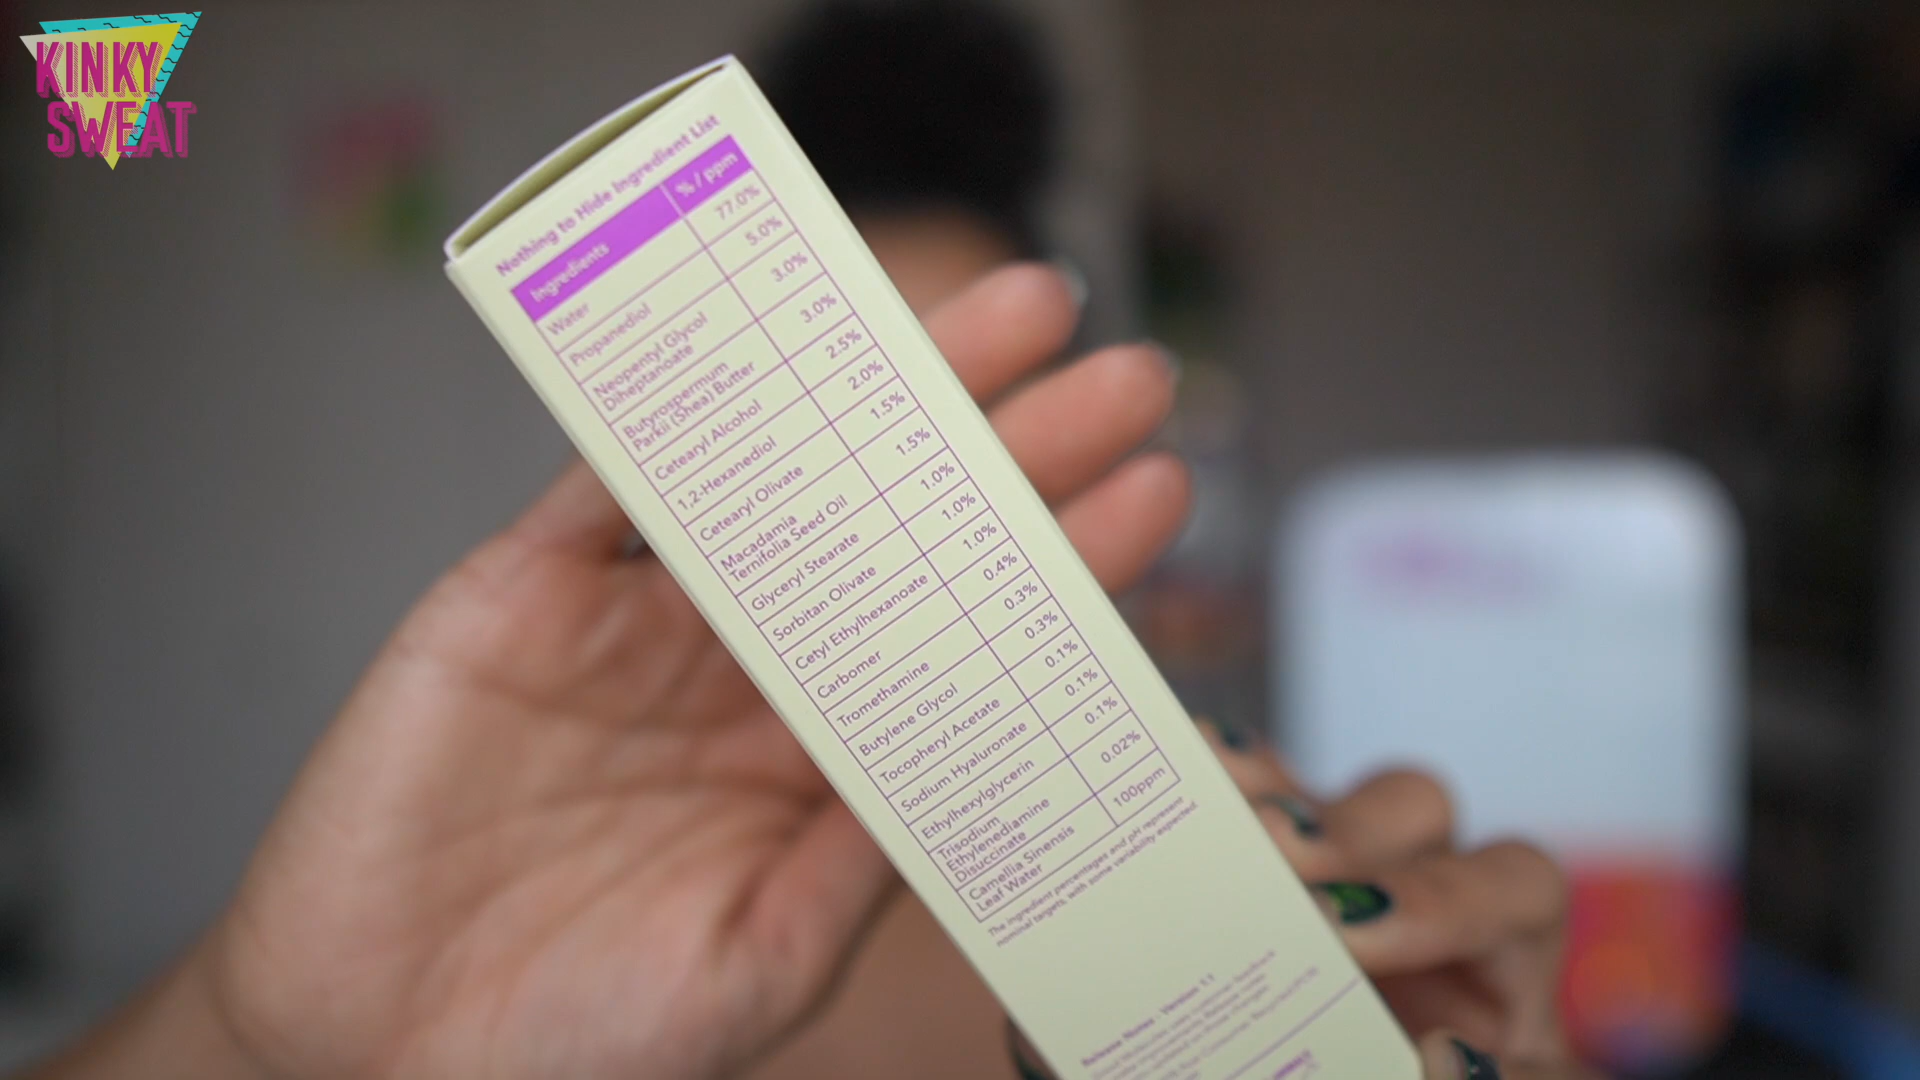 KINKY
SWEAT
Nothing to Hide Ingredient List
Ingredients % / ppm
Water 77.0%
Propanediol 5.0%
Neopentyl Glycol
Diheptanoate 3.0%
Butyrospermum
Parkii (Shea) Butter 3.0%
Cetearyl Alcohol 2.5%
1,2-Hexanediol 2.0%
Cetearyl Olivate 1.5%
Macadamia
Ternifolia Seed Oil 1.5%
Glyceryl Stearate 1.0%
Sorbitan Olivate 1.0%
Cetyl Ethylhexanoate 1.0%
Carbomer 0.4%
Tromethamine 0.3%
Butylene Glycol 0.3%
Tocopheryl Acetate 0.1%
Sodium Hyaluronate 0.1%
Ethylhexylglycerin 0.1%
Trisodium
Ethylenediamine
Disuccinate 0.02%
Camellia Sinensis
Leaf Water 100ppm
The ingredient percentages and pH represent
nominal targets, with some variability expected.
Release Notes - Version 1.1